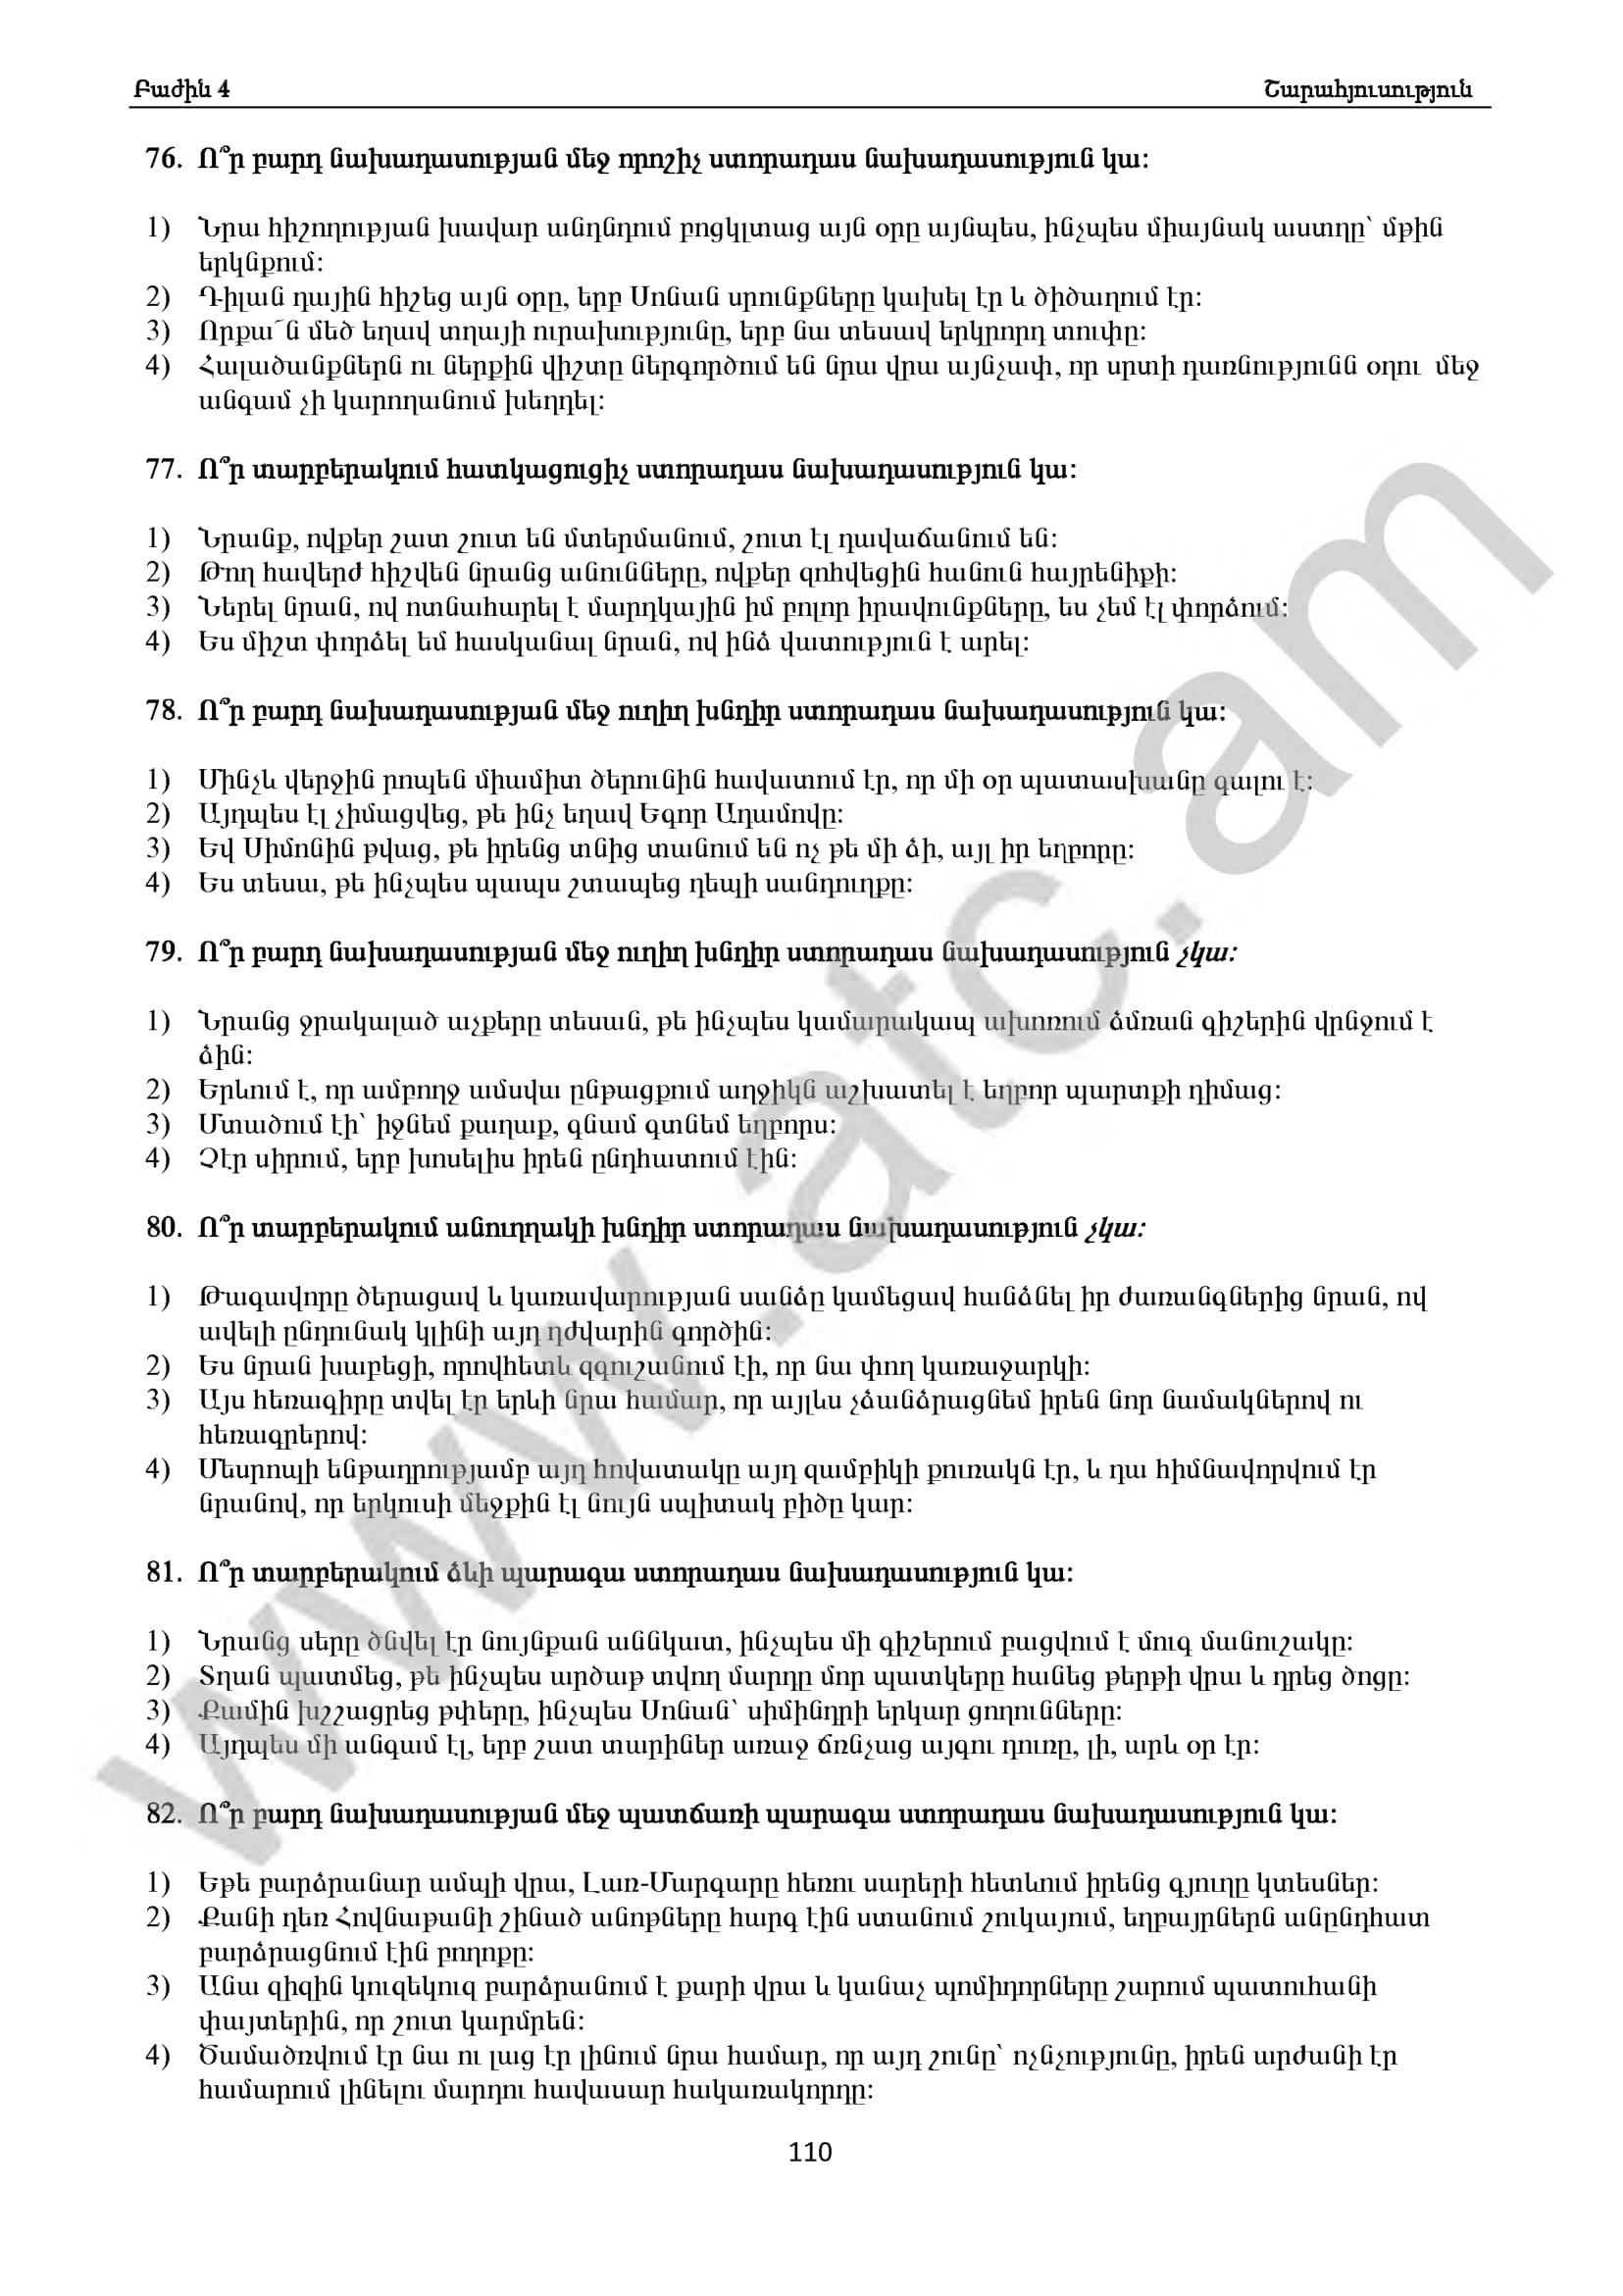 Բաժին 4 Շարահյուսություն
76. Ո՞ր բարդ նախադասության մեջ որոշիչ ստորադաս նախադասություն կա:
1) Նրա հիշողության խավար անդնդում բոցկլտաց այն օրը այնպես, ինչպես միայնակ աստղը՝ մթին
երկնքում:
2) Դիլան դային հիշեց այն օրը, երբ Սոնան սրունքները կախել էր և ծիծաղում էր:
3) Որքա՜ն մեծ եղավ տղայի ուրախությունը, երբ նա տեսավ երկրորդ տուփը:
4) Հալածանքներն ու ներքին վիշտը ներգործում են նրա վրա այնչափ, որ սրտի դառնությունն օղու մեջ
անգամ չի կարողանում խեղդել:
77. Ո՞ր տարբերակում հատկացուցիչ ստորադաս նախադասություն կա:
1) Նրանք, ովքեր շատ շուտ են մտերմանում, շուտ էլ դավաճանում են:
2) Թող հավերժ հիշվեն նրանց անունները, ովքեր զոհվեցին հանուն հայրենիքի:
3) Ներել նրան, ով ոտնահարել է մարդկային իմ բոլոր իրավունքները, ես չեմ էլ փորձում:
4) Ես միշտ փորձել եմ հասկանալ նրան, ով ինձ վատություն է արել:
78. Ո՞ր բարդ նախադասության մեջ ուղիղ խնդիր ստորադաս նախադասություն կա:
1) Մինչև վերջին րոպեն միամիտ ծերունին հավատում էր, որ մի օր պատասխանը գալու է:
2) Այդպես էլ չիմացվեց, թե ինչ եղավ Եգոր Ադամովը:
3) Եվ Սիմոնին թվաց, թե իրենց տնից տանում են ոչ թե մի ձի, այլ իր եղբորը:
4) Ես տեսա, թե ինչպես պապս շտապեց դեպի սանդուղքը:
79. Ո՞ր բարդ նախադասության մեջ ուղիղ խնդիր ստորադաս նախադասություն չկա:
1) Նրանց ջրակալած աչքերը տեսան, թե ինչպես կամարակապ ախոռում ձմռան գիշերին վրնջում է
ձին:
2) Երևում է, որ ամբողջ ամսվա ընթացքում աղջիկն աշխատել է եղբոր պարտքի դիմաց:
3) Մտածում էի՝ իջնեմ քաղաք, գնամ գտնեմ եղբորս:
4) Չէր սիրում, երբ խոսելիս իրեն ընդհատում էին:
80. Ո՞ր տարբերակում անուղղակի խնդիր ստորադաս նախադասություն չկա:
1) Թագավորը ծերացավ և կառավարության սանձը կամեցավ հանձնել իր ժառանգներից նրան, ով
ավելի ընդունակ կլինի այդ դժվարին գործին:
2) Ես նրան խաբեցի, որովհետև զգուշանում էի, որ նա փող կառաջարկի:
3) Այս հեռագիրը տվել էր երևի նրա համար, որ այլևս չձանձրացնեմ իրեն նոր նամակներով ու
հեռագրերով:
4) Մեսրոպի ենթադրությամբ այդ հովատակը այդ զամբիկի քուռակն էր, և դա հիմնավորվում էր
նրանով, որ երկուսի մեջքին էլ նույն սպիտակ բիծը կար:
81. Ո՞ր տարբերակում ձևի պարագա ստորադաս նախադասություն կա:
1) Նրանց սերը ծնվել էր նույնքան աննկատ, ինչպես մի գիշերում բացվում է մուգ մանուշակը:
2) Տղան պատմեց, թե ինչպես արծաթ տվող մարդը մոր պատկերը հանեց թերթի վրա և դրեց ծոցը:
3) Քամին խշշացրեց թփերը, ինչպես Սոնան՝ սիմինդրի երկար ցողունները:
4) Այդպես մի անգամ էլ, երբ շատ տարիներ առաջ ճռնչաց այգու դուռը, լի, արև օր էր:
82. Ո՞ր բարդ նախադասության մեջ պատճառի պարագա ստորադաս նախադասություն կա:
1) Եթե բարձրանար ամպի վրա, Լառ-Մարգարը հեռու սարերի հետևում իրենց գյուղը կտեսներ:
2) Քանի դեռ Հովնաթանի շինած անոթները հարգ էին ստանում շուկայում, եղբայրներն անընդհատ
բարձրացնում էին բողոքը:
3) Անա զիզին կուզեկուզ բարձրանում է քարի վրա և կանաչ պոմիդորները շարում պատուհանի
փայտերին, որ շուտ կարմրեն:
4) Ծամածռվում էր նա ու լաց էր լինում նրա համար, որ այդ շունը՝ ոչնչությունը, իրեն արժանի էր
համարում լինելու մարդու հավասար հակառակորդը:
110
www.atc.am